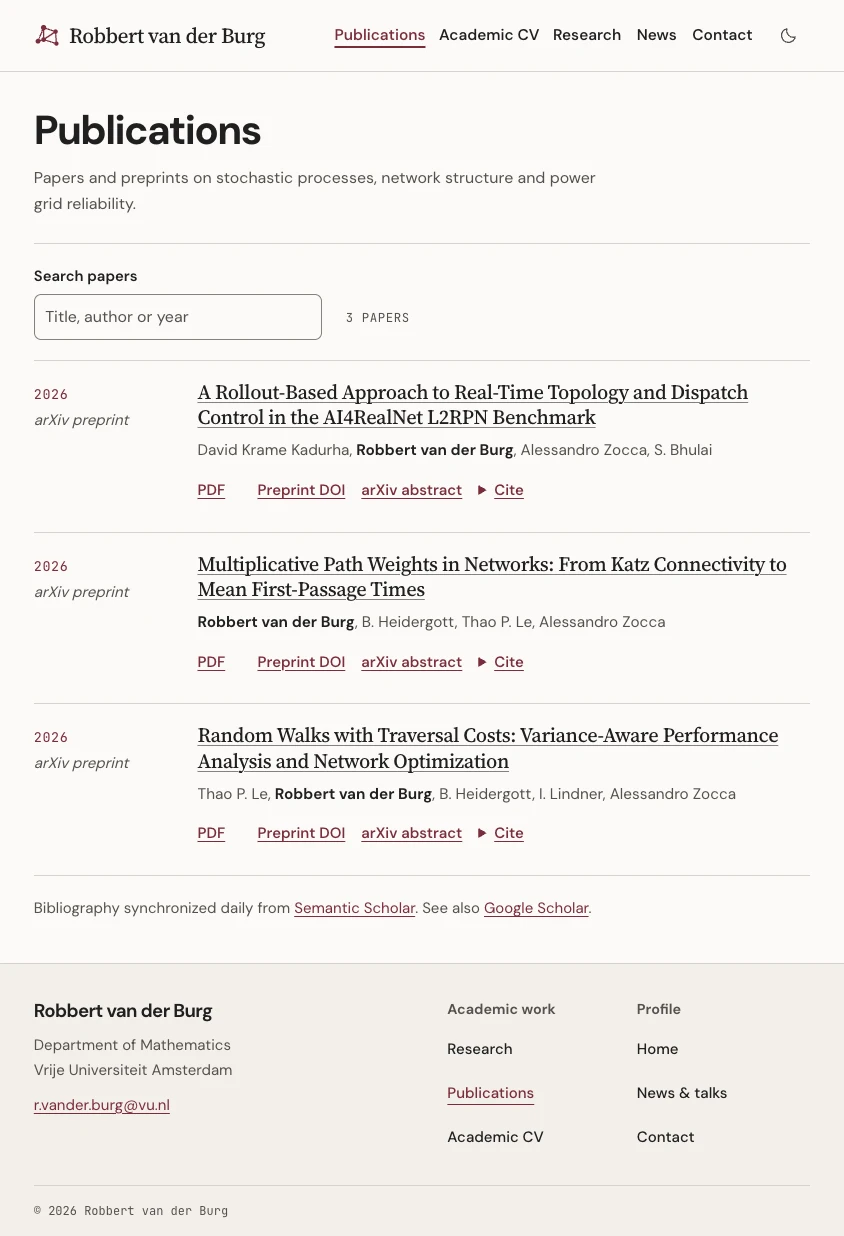 Robbert van der Burg
Publications Academic CV Research News Contact
Publications
Papers and preprints on stochastic processes, network structure and power
grid reliability.
Search papers
Title, author or year
3 PAPERS
2026
arXiv preprint
A Rollout-Based Approach to Real-Time Topology and Dispatch
Control in the AI4RealNet L2RPN Benchmark
David Krame Kadurha, Robbert van der Burg, Alessandro Zocca, S. Bhulai
PDF Preprint DOI arXiv abstract Cite
2026
arXiv preprint
Multiplicative Path Weights in Networks: From Katz Connectivity to
Mean First-Passage Times
Robbert van der Burg, B. Heidergott, Thao P. Le, Alessandro Zocca
PDF Preprint DOI arXiv abstract Cite
2026
arXiv preprint
Random Walks with Traversal Costs: Variance-Aware Performance
Analysis and Network Optimization
Thao P. Le, Robbert van der Burg, B. Heidergott, I. Lindner, Alessandro Zocca
PDF Preprint DOI arXiv abstract Cite
Bibliography synchronized daily from Semantic Scholar. See also Google Scholar.
Robbert van der Burg
Department of Mathematics
Vrije Universiteit Amsterdam
r.vander.burg@vu.nl
Academic work
Research
Publications
Academic CV
Profile
Home
News & talks
Contact
© 2026 Robbert van der Burg